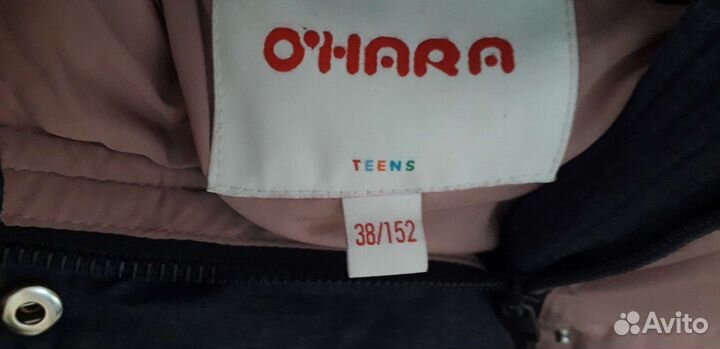 O'HARA
TEENS
38/152
Avito